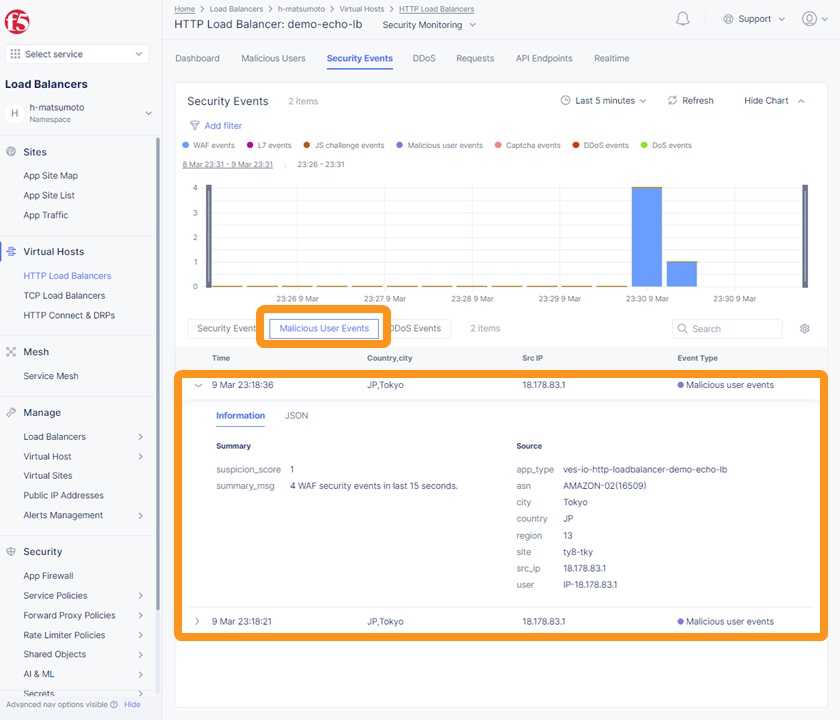 f5
Select service
Load Balancers
H
h-matsumoto
Namespace
Sites
App Site Map
App Site List
App Traffic
Virtual Hosts
HTTP Load Balancers
TCP Load Balancers
HTTP Connect & DRPs
Mesh
Service Mesh
Manage
Load Balancers
Virtual Host
Virtual Sites
Public IP Addresses
Alerts Management
Security
App Firewall
Service Policies
Forward Proxy Policies
Rate Limiter Policies
Shared Objects
AI & ML
Secrets
Advanced nav options visible Hide
Home > Load Balancers > h-matsumoto > Virtual Hosts > HTTP Load Balancers
HTTP Load Balancer: demo-echo-lb Security Monitoring
Support
Dashboard Malicious Users Security Events DDoS Requests API Endpoints Realtime
Security Events 2 items
Last 5 minutes Refresh Hide Chart
Add filter
WAF events L7 events JS challenge events Malicious user events Captcha events DDoS events DoS events
8 Mar 23:31 - 9 Mar 23:31 > 23:26 - 23:31
4
3
2
1
0
23:26 9 Mar 23:27 9 Mar 23:28 9 Mar 23:29 9 Mar 23:30 9 Mar 23:30 9 Mar
Security Event Malicious User Events DDoS Events 2 items Search
Time Country,city Src IP Event Type
9 Mar 23:18:36 JP,Tokyo 18.178.83.1 Malicious user events
Information JSON
Summary
suspicion_score 1
summary_msg 4 WAF security events in last 15 seconds.
Source
app_type ves-io-http-loadbalancer-demo-echo-lb
asn AMAZON-02(16509)
city Tokyo
country JP
region 13
site ty8-tky
src_ip 18.178.83.1
user IP-18.178.83.1
9 Mar 23:18:21 JP,Tokyo 18.178.83.1 Malicious user events